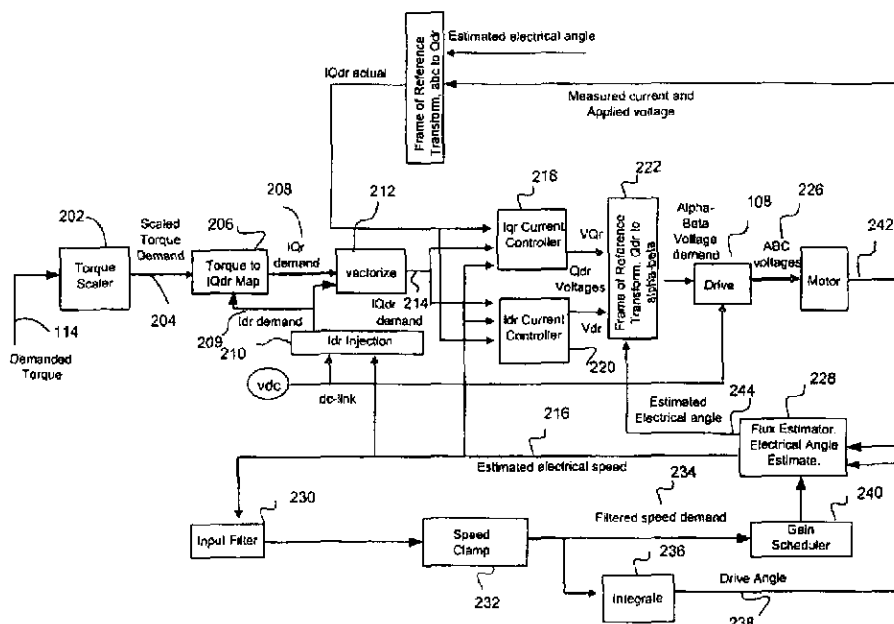 Estimated electrical angle
IQdr actual
Frame of Reference
Transform, abc to Qdr
Measured current and
Applied voltage
202
Scaled
Torque
Demand
206
208
IQr
demand
212
218
222
Alpha-
Beta
Voltage
demand
108
226
ABC
voltages
242
Torque
Scaler
Torque to
IQdr Map
vectorize
Iqr Current
Controller
VQr
Qdr
Voltages
Frame of Reference
Transform, Qdr to
alpha-beta
Drive
Motor
204
214
IQdr
demand
Idr demand
209
210
Idr Injection
Idr Current
Controller
Vdr
220
114
Demanded
Torque
vdc
dc-link
Estimated
Electrical angle
244
228
Flux Estimator.
Electrical Angle
Estimate.
216
Estimated electrical speed
230
Input Filter
Speed
Clamp
232
234
Filtered speed demand
240
Gain
Scheduler
236
Integrate
Drive Angle
238